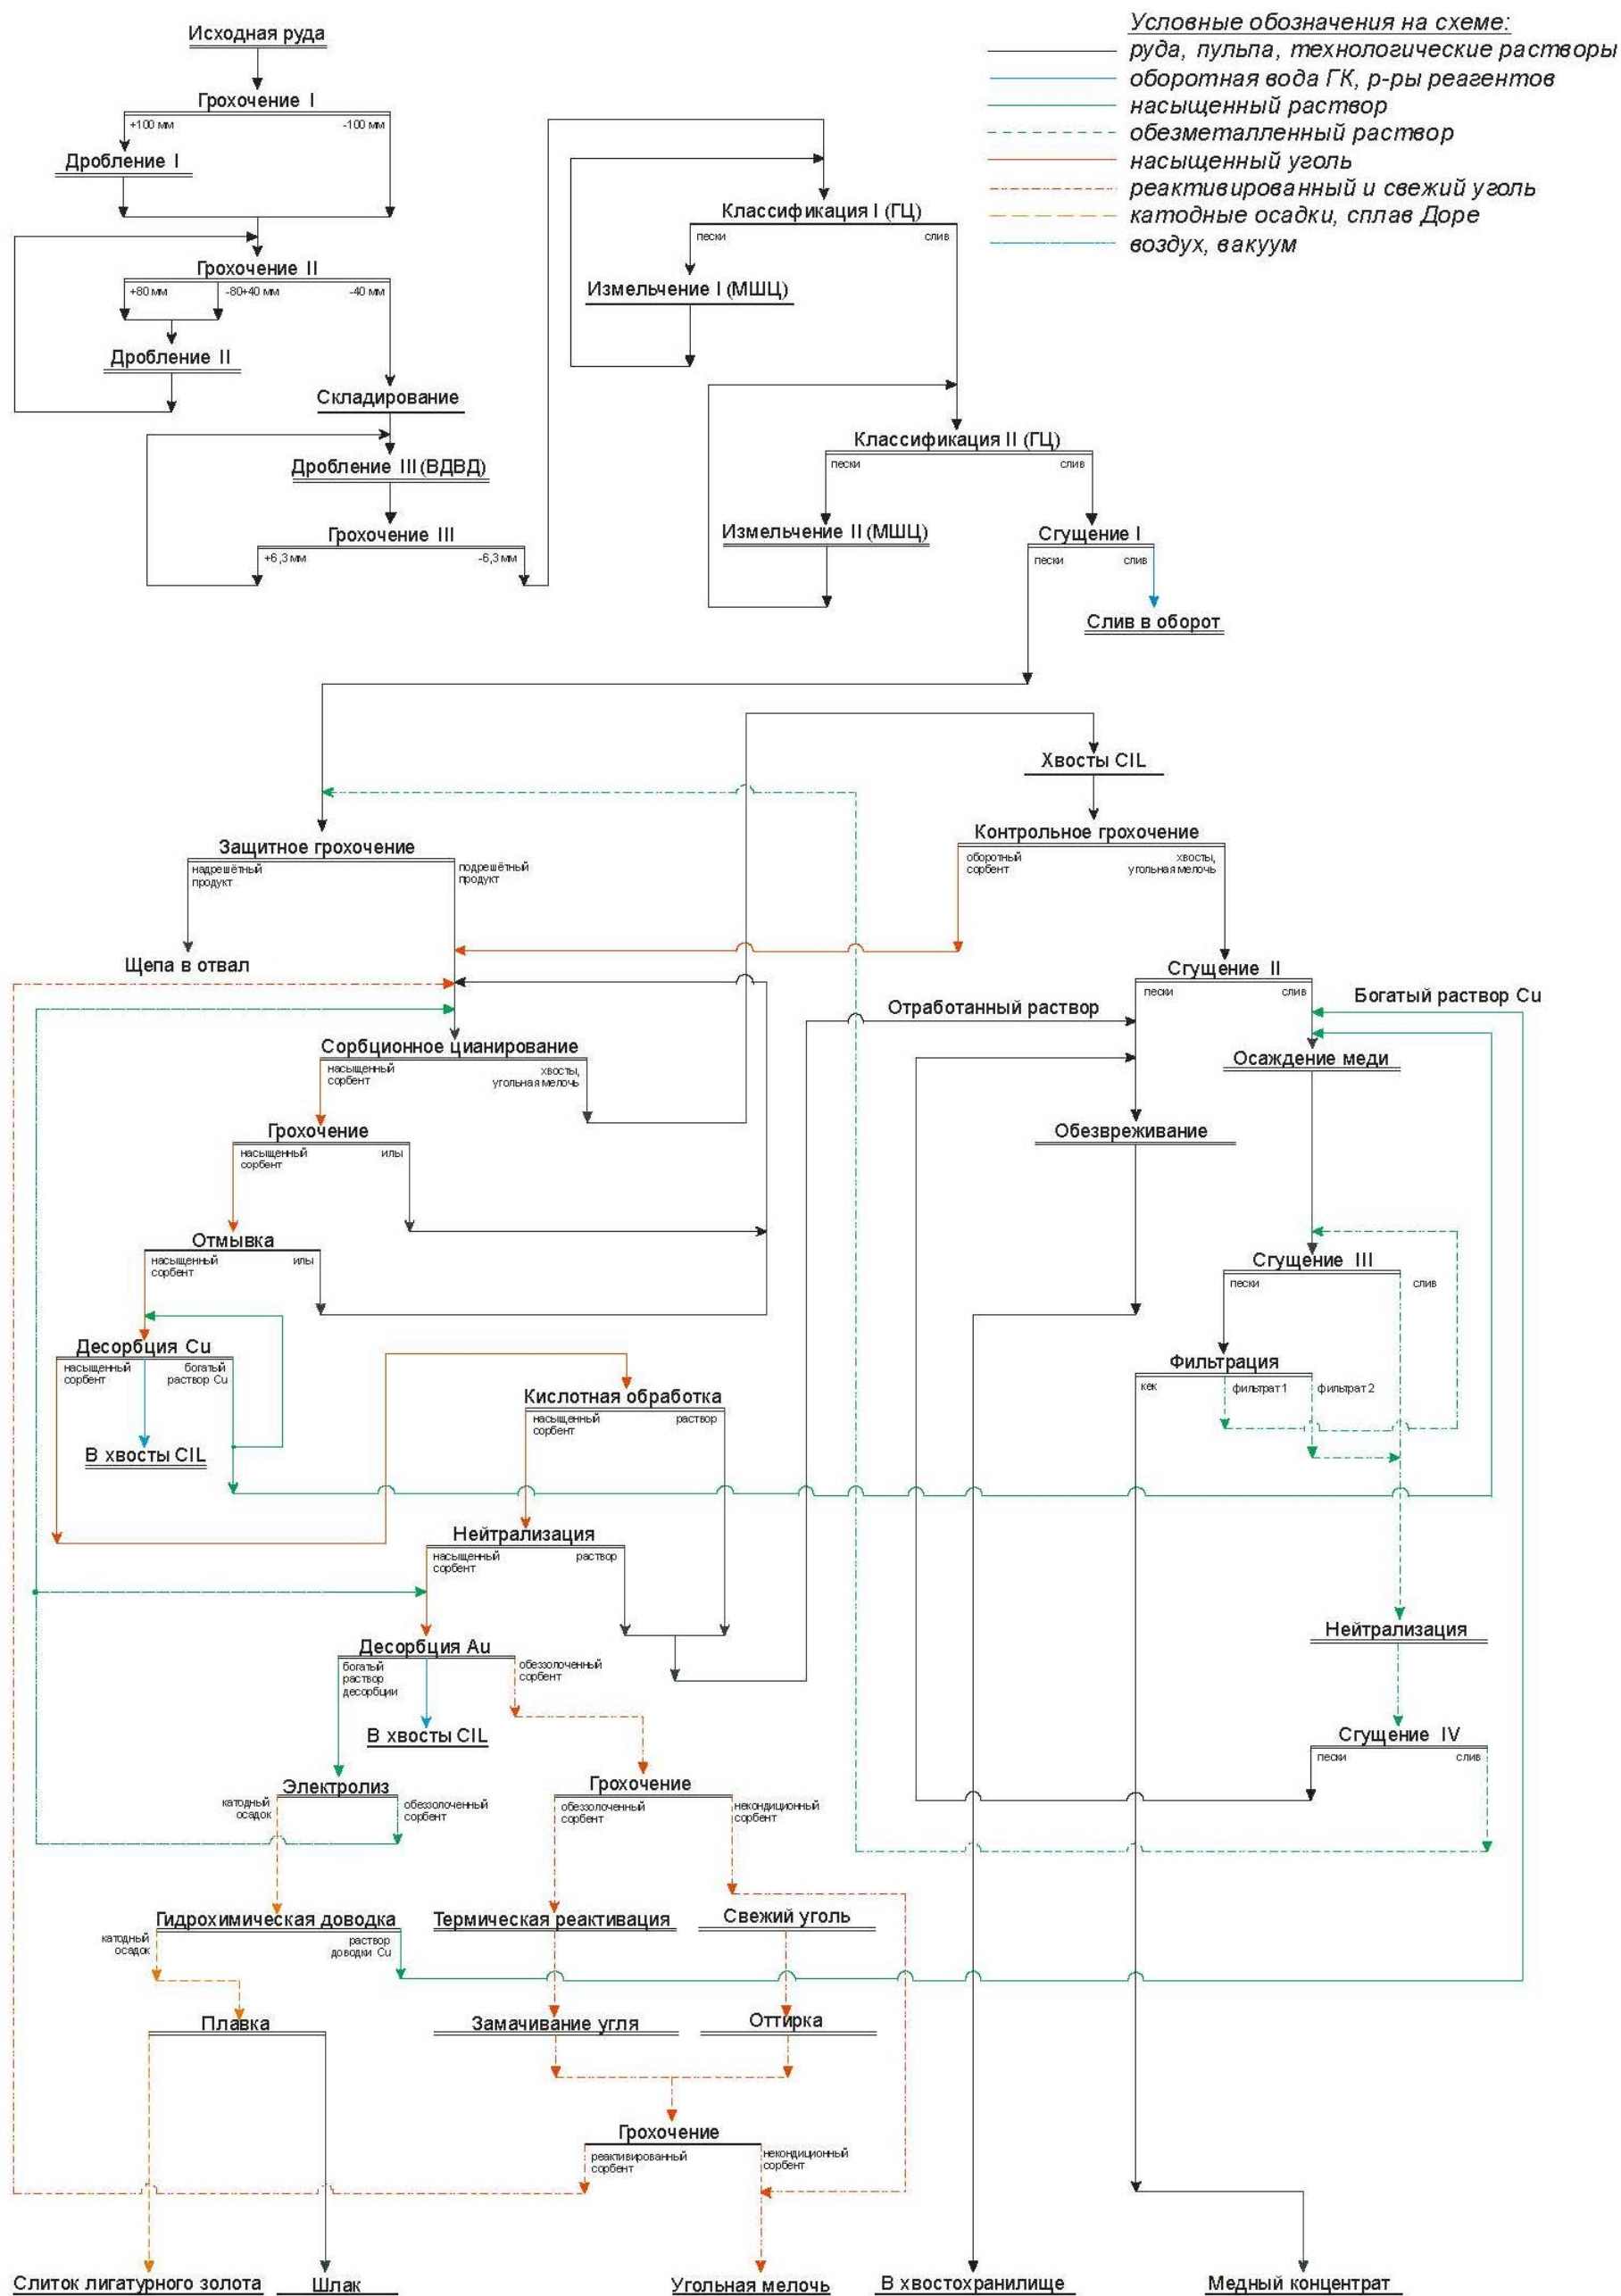 Условные обозначения на схеме:
руда, пульпа, технологические растворы
оборотная вода ГК, р-ры реагентов
насыщенный раствор
обезметалленный раствор
насыщенный уголь
реактивированный и свежий уголь
катодные осадки, сплав Доре
воздух, вакуум
Исходная руда
Грохочение I
+100 мм
-100 мм
Дробление I
Грохочение II
+80 мм
-80+40 мм
-40 мм
Дробление II
Складирование
Дробление III (ВДВД)
Грохочение III
+6,3 мм
-6,3 мм
Классификация I (ГЦ)
пески
слив
Измельчение I (МШЦ)
Классификация II (ГЦ)
пески
слив
Измельчение II (МШЦ)
Сгущение I
пески
слив
Слив в оборот
Хвосты CIL
Контрольное грохочение
оборотный
сорбент
хвосты,
угольная мелочь
Защитное грохочение
надрешётный
продукт
подрешётный
продукт
Щепа в отвал
Сгущение II
пески
слив
Богатый раствор Cu
Отработанный раствор
Сорбционное цианирование
насыщенный
сорбент
хвосты,
угольная мелочь
Осаждение меди
Грохочение
насыщенный
сорбент
илы
Обезвреживание
Отмывка
насыщенный
сорбент
илы
Сгущение III
пески
слив
Десорбция Cu
насыщенный
сорбент
богатый
раствор Cu
В хвосты CIL
Фильтрация
кек
фильтрат 1
фильтрат 2
Кислотная обработка
насыщенный
сорбент
раствор
Нейтрализация
насыщенный
сорбент
раствор
Десорбция Au
богатый
раствор
десорбции
обеззолоченный
сорбент
В хвосты CIL
Нейтрализация
Сгущение IV
пески
слив
Электролиз
катодный
осадок
обеззолоченный
сорбент
Грохочение
обеззолоченный
сорбент
некондиционный
сорбент
Гидрохимическая доводка
катодный
осадок
раствор
доводки Cu
Термическая реактивация
Свежий уголь
Плавка
Замачивание угля
Оттирка
Грохочение
реактивированный
сорбент
некондиционный
сорбент
Слиток лигатурного золота
Шлак
Угольная мелочь
В хвостохранилище
Медный концентрат